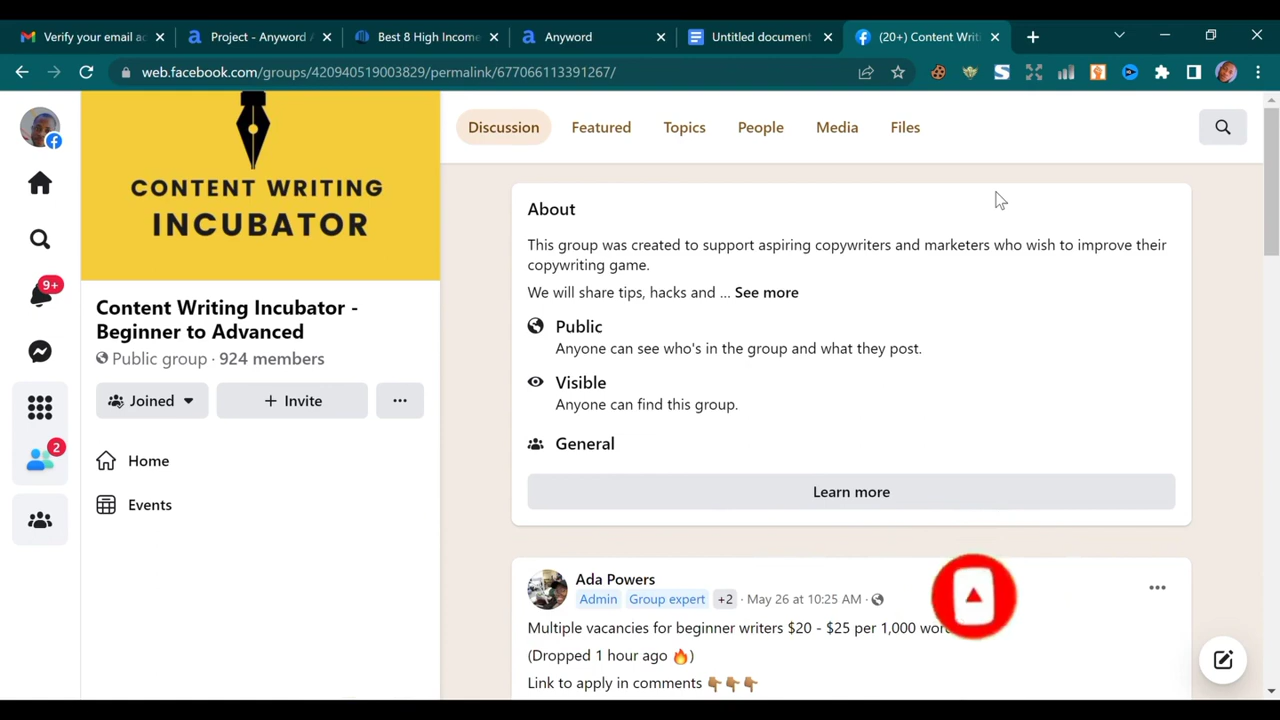 Verify your email ac
Project - Anyword A
Best 8 High Income
Anyword
Untitled document
(20+) Content Writi
web.facebook.com/groups/420940519003829/permalink/677066113391267/
CONTENT WRITING
INCUBATOR
Content Writing Incubator -
Beginner to Advanced
Public group · 924 members
Joined
+ Invite
9+
2
Home
Events
Discussion
Featured
Topics
People
Media
Files
About
This group was created to support aspiring copywriters and marketers who wish to improve their
copywriting game.
We will share tips, hacks and ... See more
Public
Anyone can see who's in the group and what they post.
Visible
Anyone can find this group.
General
Learn more
Ada Powers
Admin Group expert +2 · May 26 at 10:25 AM ·
Multiple vacancies for beginner writers $20 - $25 per 1,000 wor
(Dropped 1 hour ago 🔥)
Link to apply in comments 👇🏾👇🏾👇🏾